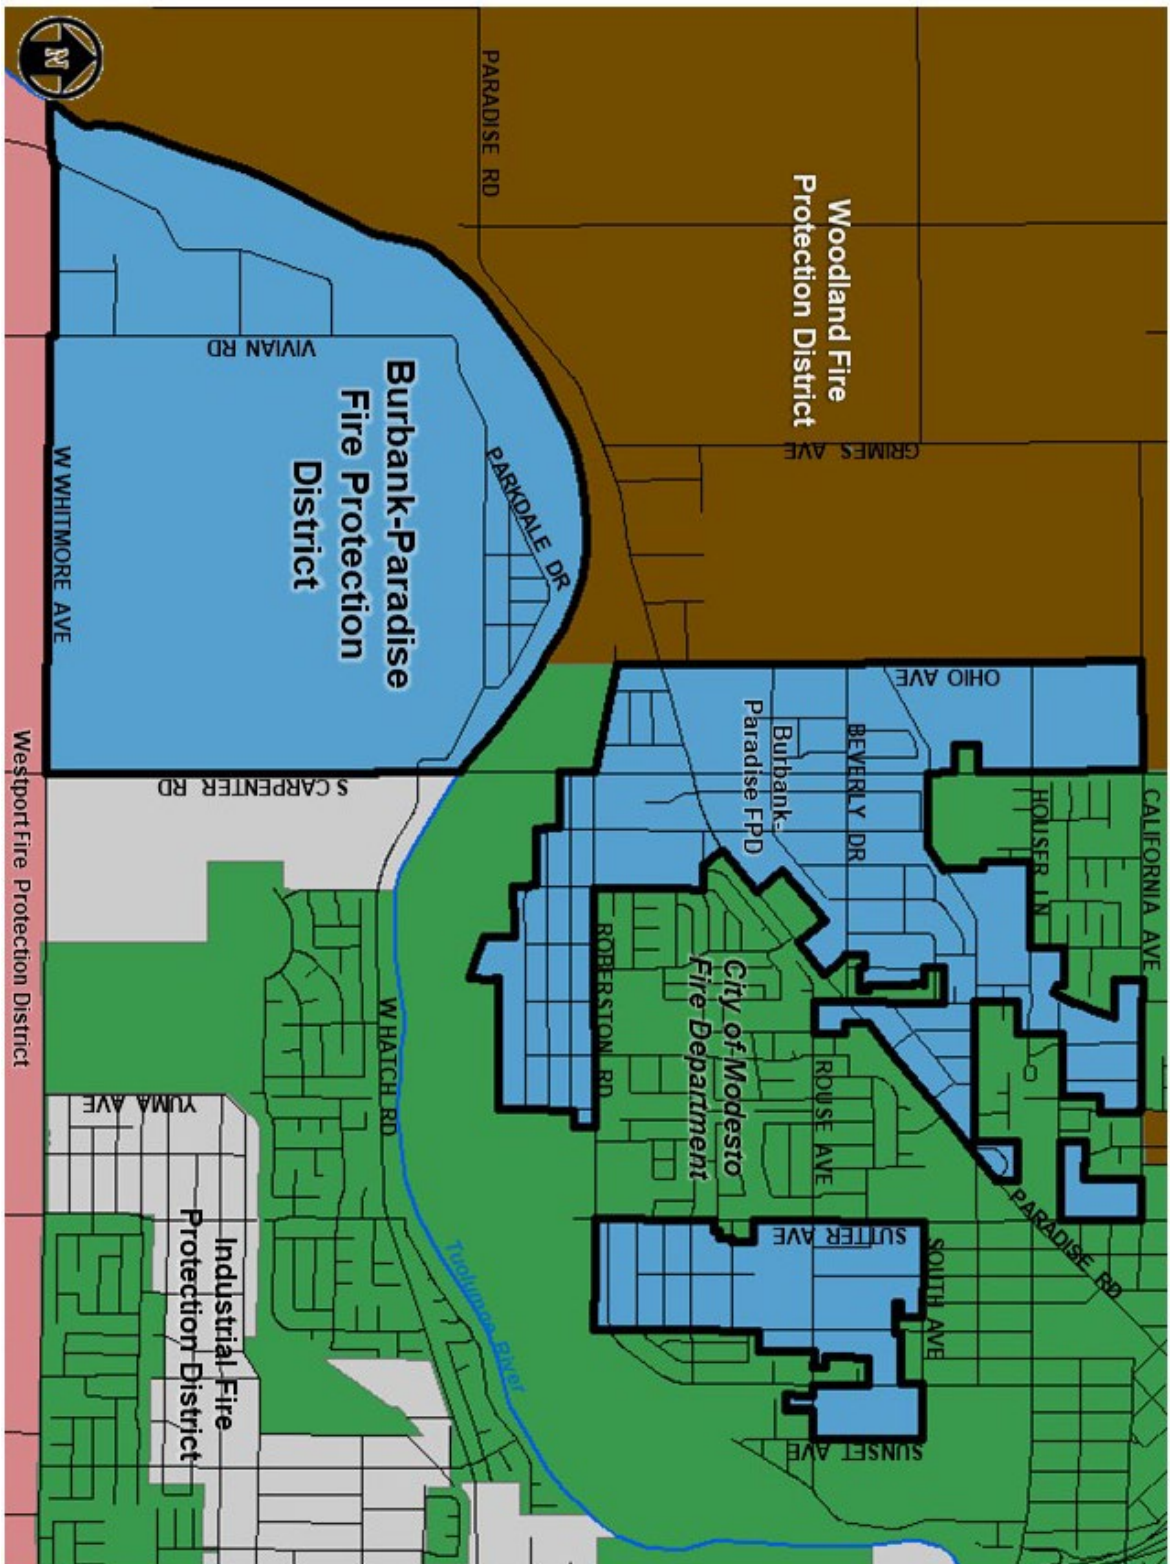 N
PARADISE RD
Woodland Fire
Protection District
GRIMES AVE
VIVIAN RD
Burbank-Paradise
Fire Protection
District
PARKDALE DR
W WHITMORE AVE
OHIO AVE
BEVERLY DR
Burbank-
Paradise FPD
HOUSER LN
CALIFORNIA AVE
S CARPENTER RD
Westport Fire Protection District
ROBERSTON RD
City of Modesto
Fire Department
ROUSE AVE
W HATCH RD
YUMA AVE
PARADISE RD
SUTTER AVE
SOUTH AVE
Tuolumne River
Industrial Fire
Protection District
SUNSET AVE